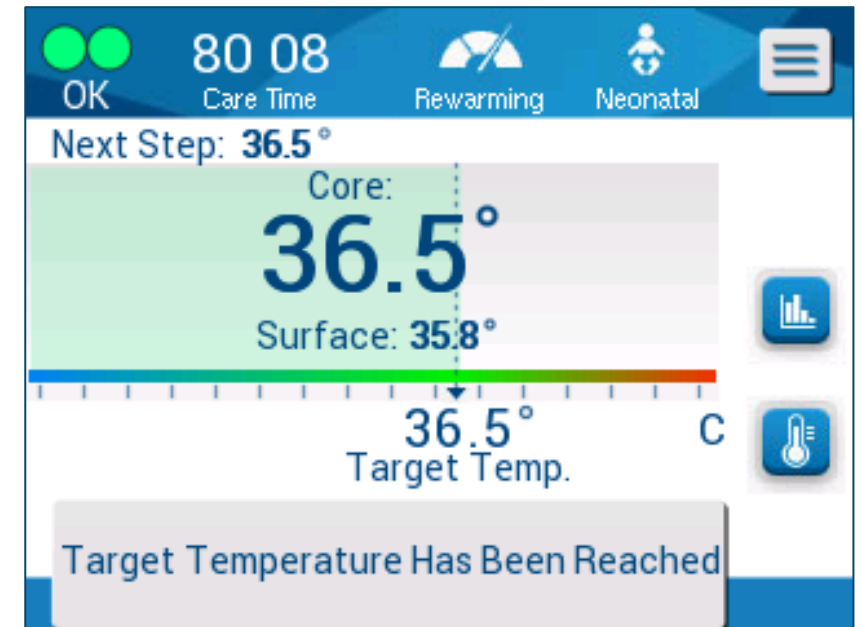 80 08
OK Care Time Rewarming Neonatal
Next Step: 36.5°
Core:
36.5°
Surface: 35.8°
36.5° C
Target Temp.
Target Temperature Has Been Reached